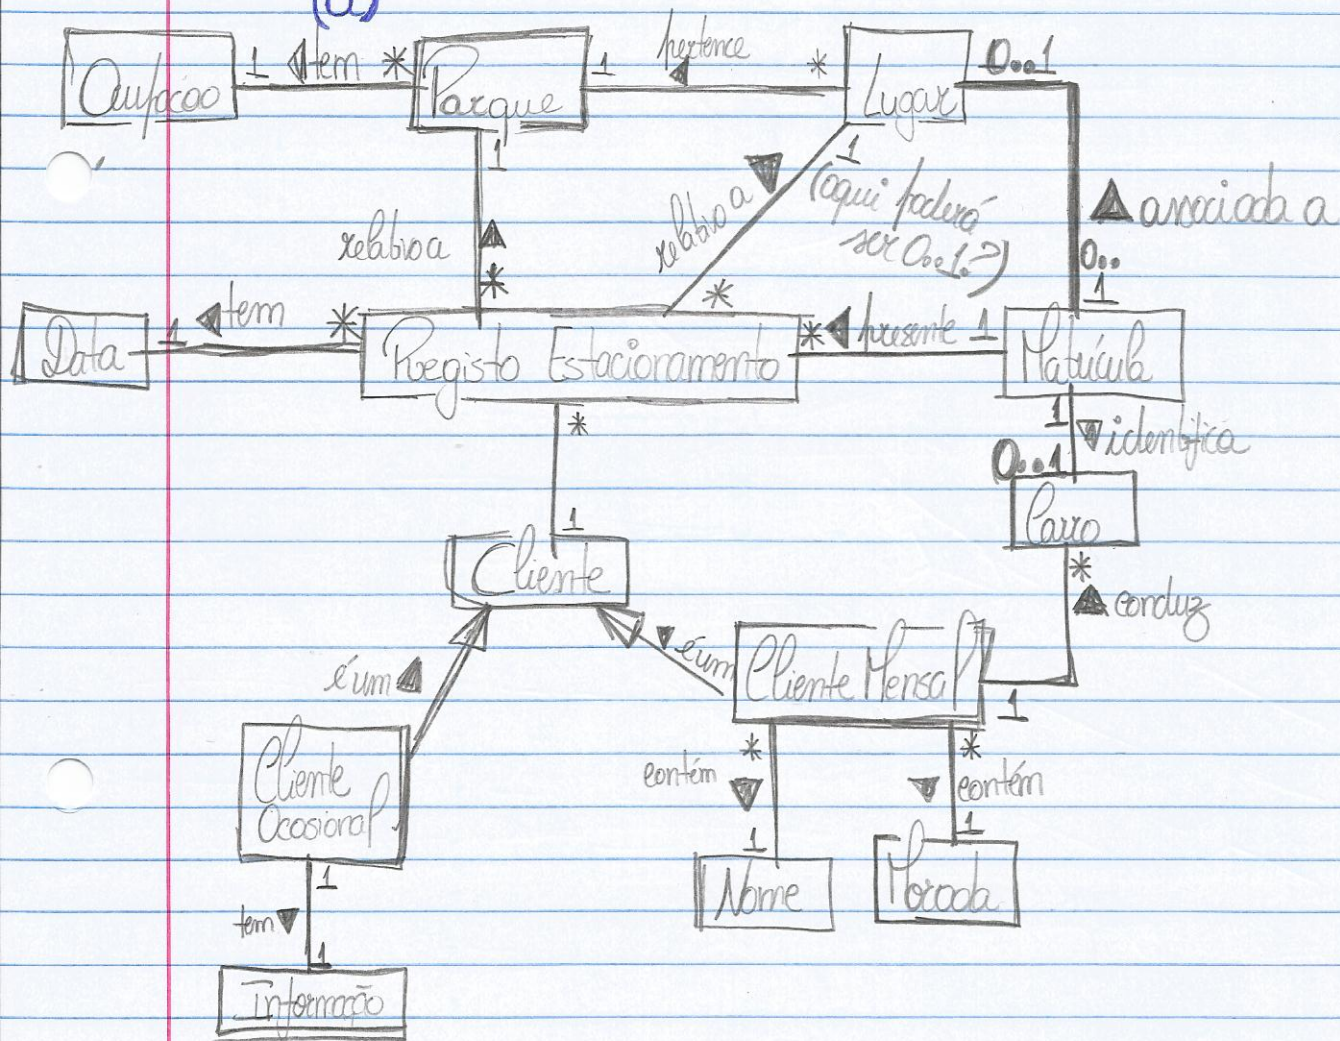 (a)
1 tem * Parque 1 pertence * Lugar 0..1
1 1
relativo a relativo a (aqui poderá
ser 0..1?)
associada a
* * 0..
1
Data 1 tem * Registo Estacionamento * presente 1 Matrícula
* 1 identifica
0..1
1 Carro
Cliente *
conduz
é um é um Cliente Mensal 1
Cliente
Ocasional
* *
contém contém
1 1
1 Nome Morada
tem
1
Informação